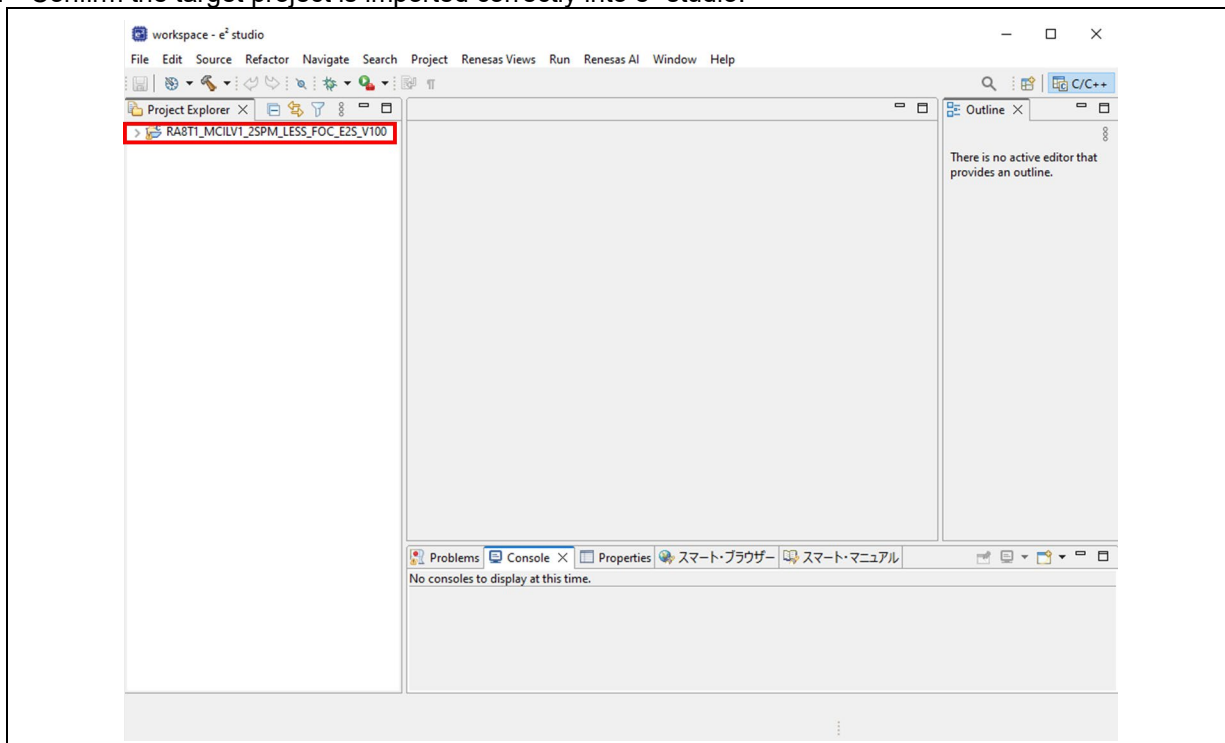 Confirm the target project is imported correctly into e² studio.
workspace - e² studio
File Edit Source Refactor Navigate Search Project Renesas Views Run Renesas AI Window Help
C/C++
Project Explorer
Outline
RA8T1_MCILV1_2SPM_LESS_FOC_E2S_V100
There is no active editor that
provides an outline.
Problems Console Properties スマート・ブラウザー スマート・マニュアル
No consoles to display at this time.